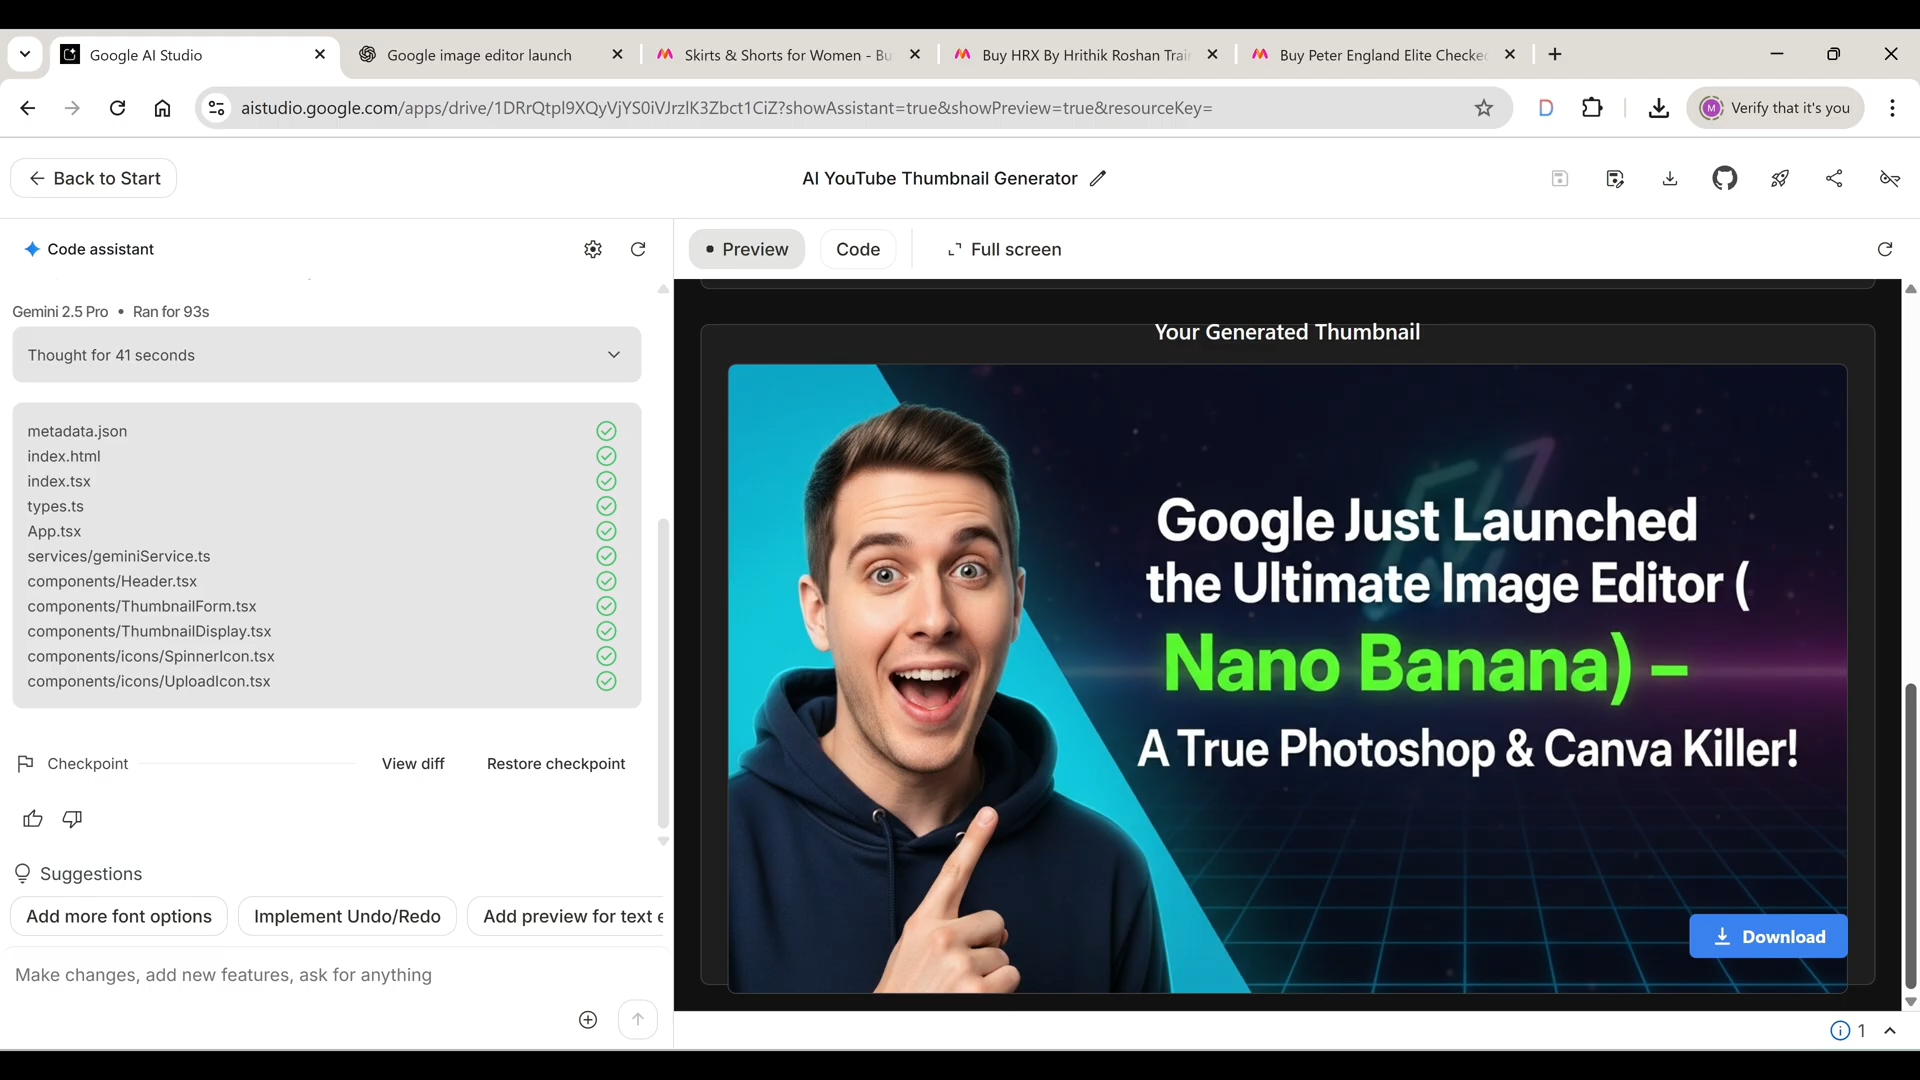 Google AI Studio
Google image editor launch
Skirts & Shorts for Women - Bu
Buy HRX By Hrithik Roshan Trai
Buy Peter England Elite Checke
aistudio.google.com/apps/drive/1DRrQtpl9XQyVjYS0iVJrzlK3Zbct1CiZ?showAssistant=true&showPreview=true&resourceKey=
D
M
Verify that it's you
Back to Start
AI YouTube Thumbnail Generator
Code assistant
Preview
Code
Full screen
Gemini 2.5 Pro • Ran for 93s
Thought for 41 seconds
metadata.json
index.html
index.tsx
types.ts
App.tsx
services/geminiService.ts
components/Header.tsx
components/ThumbnailForm.tsx
components/ThumbnailDisplay.tsx
components/icons/SpinnerIcon.tsx
components/icons/UploadIcon.tsx
Checkpoint
View diff
Restore checkpoint
Suggestions
Add more font options
Implement Undo/Redo
Add preview for text e
Make changes, add new features, ask for anything
Your Generated Thumbnail
Google Just Launched
the Ultimate Image Editor (
Nano Banana) –
A True Photoshop & Canva Killer!
Download
1